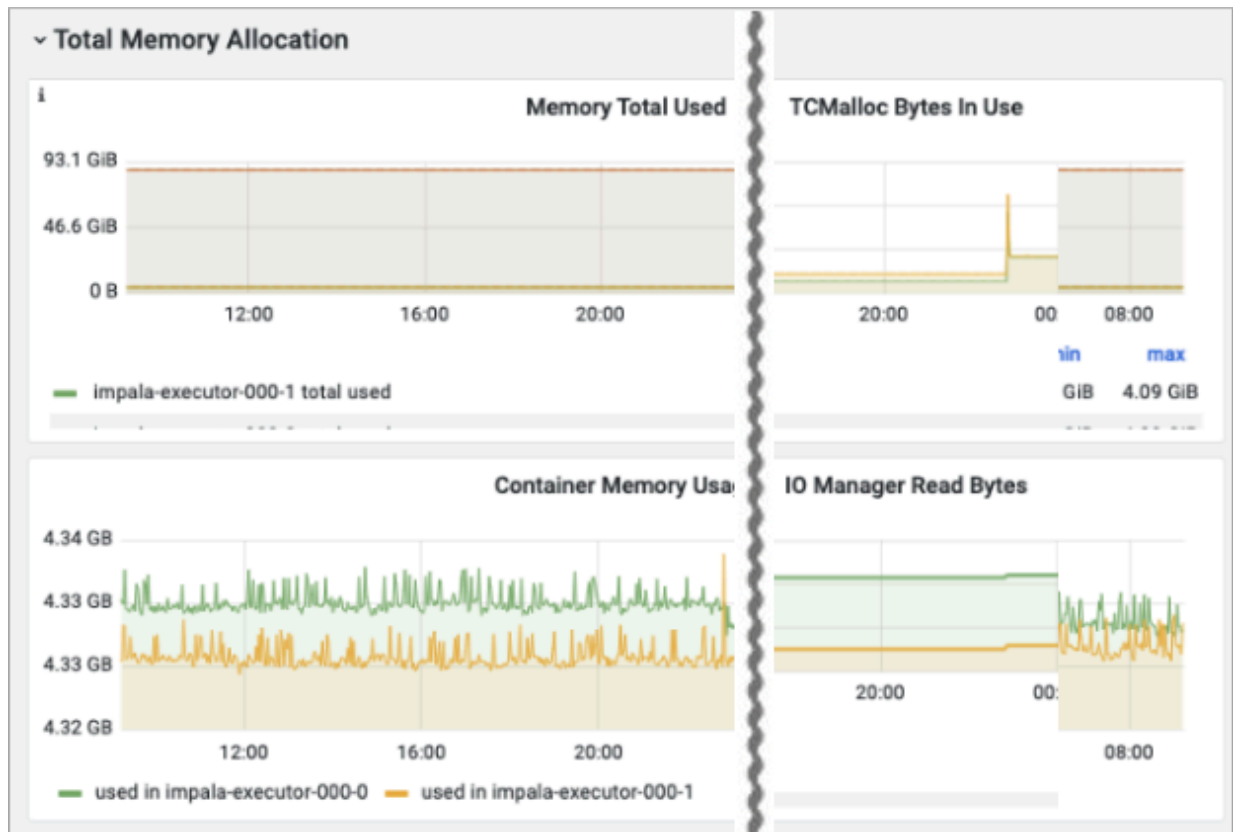 Total Memory Allocation
i
Memory Total Used
TCMalloc Bytes In Use
93.1 GiB
46.6 GiB
0 B
12:00 16:00 20:00
20:00 00 08:00
max
impala-executor-000-1 total used
GiB 4.09 GiB
Container Memory Usa
IO Manager Read Bytes
4.34 GB
4.33 GB
4.33 GB
4.32 GB
20:00 00:
12:00 16:00 20:00
08:00
used in impala-executor-000-0 used in impala-executor-000-1